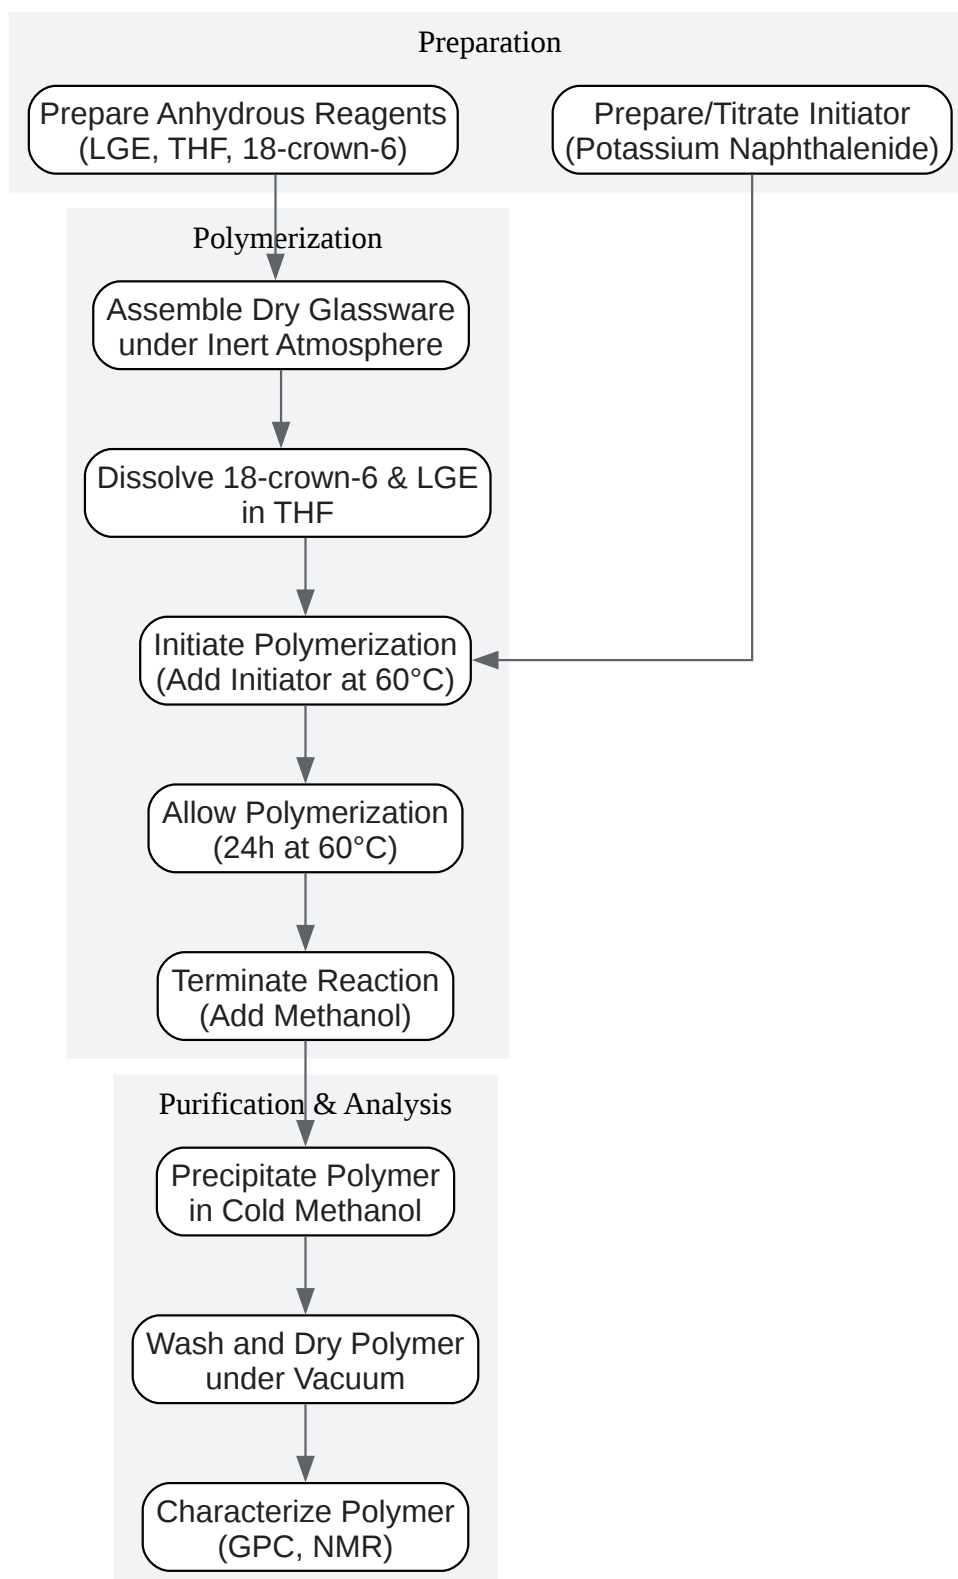 Preparation
Prepare Anhydrous Reagents
(LGE, THF, 18-crown-6)
Prepare/Titrate Initiator
(Potassium Naphthalenide)
Polymerization
Assemble Dry Glassware
under Inert Atmosphere
Dissolve 18-crown-6 & LGE
in THF
Initiate Polymerization
(Add Initiator at 60°C)
Allow Polymerization
(24h at 60°C)
Terminate Reaction
(Add Methanol)
Purification & Analysis
Precipitate Polymer
in Cold Methanol
Wash and Dry Polymer
under Vacuum
Characterize Polymer
(GPC, NMR)